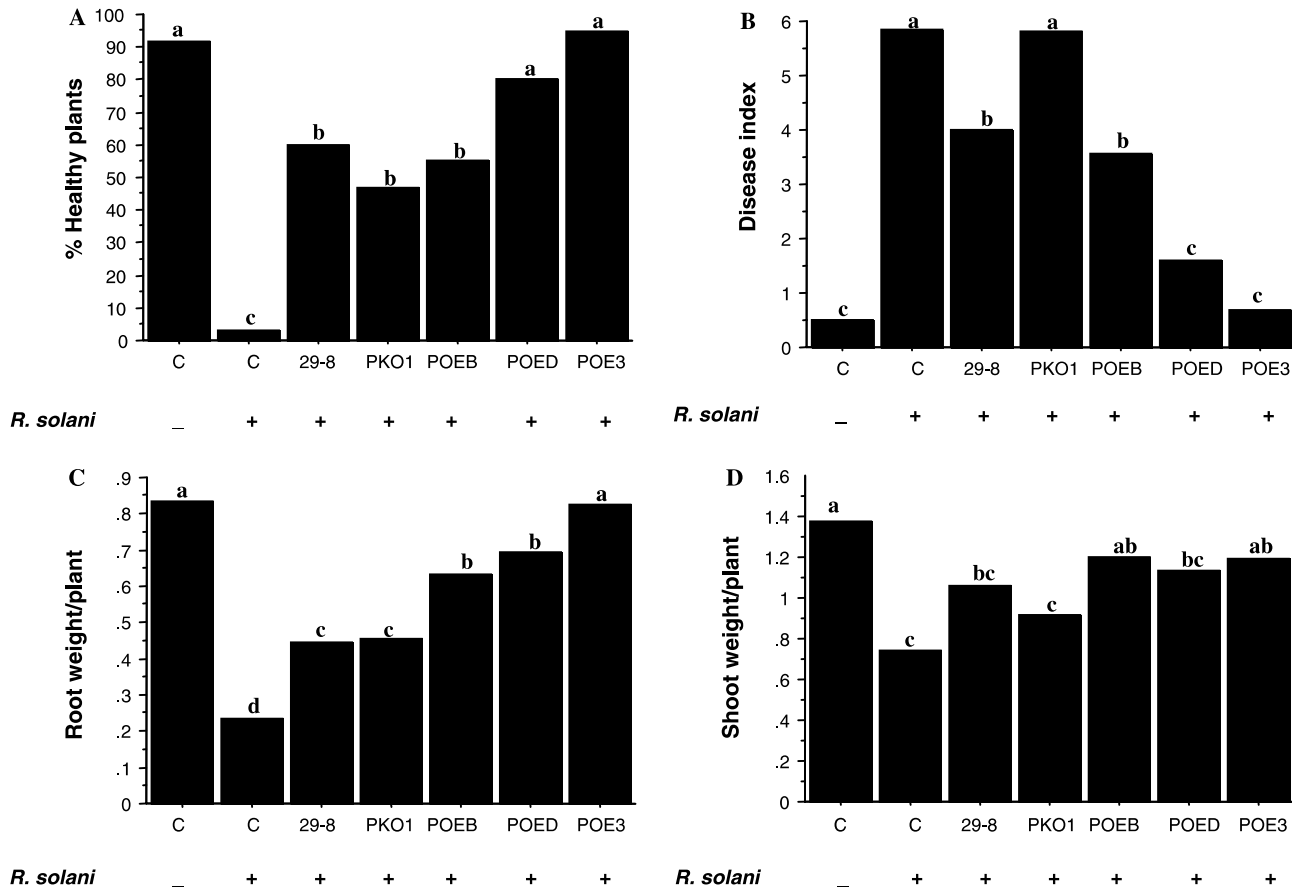 A
% Healthy plants
100
90
80
70
60
50
40
30
20
10
0
a
c
b
b
b
a
a
C C 29-8 PKO1 POEB POED POE3
R. solani – + + + + + +
B
Disease index
6
5
4
3
2
1
0
c
a
b
a
b
c
c
C C 29-8 PKO1 POEB POED POE3
R. solani – + + + + + +
C
Root weight/plant
.9
.8
.7
.6
.5
.4
.3
.2
.1
0
a
d
c
c
b
b
a
C C 29-8 PKO1 POEB POED POE3
R. solani – + + + + + +
D
Shoot weight/plant
1.6
1.4
1.2
1
.8
.6
.4
.2
0
a
c
bc
c
ab
bc
ab
C C 29-8 PKO1 POEB POED POE3
R. solani – + + + + + +